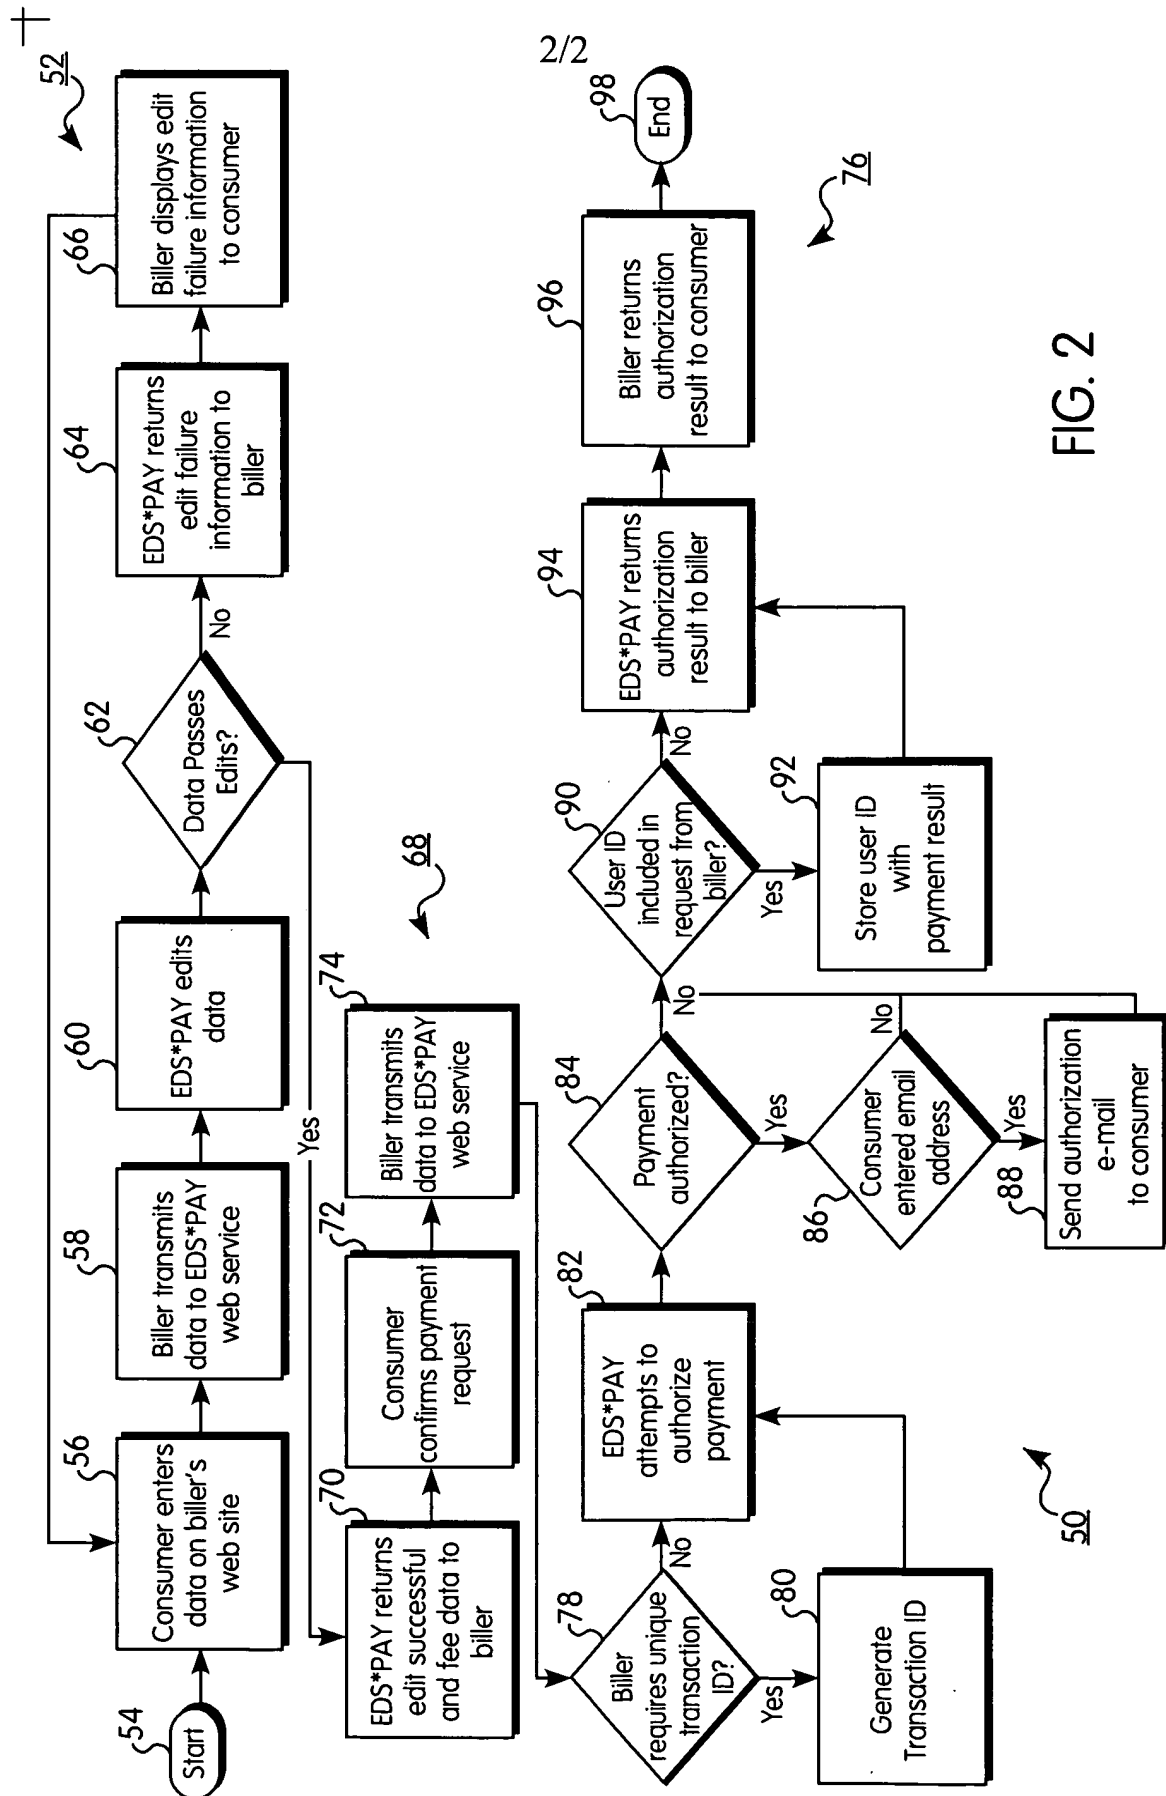 2/2
52
54
Start
56
Consumer enters
data on biller's
web site
58
Biller transmits
data to EDS*PAY
web service
60
EDS*PAY edits
data
62
Data Passes
Edits?
No
Yes
64
EDS*PAY returns
edit failure
information to
biller
66
Biller displays edit
failure information
to consumer
68
70
EDS*PAY returns
edit successful
and fee data to
biller
72
Consumer
confirms payment
request
74
Biller transmits
data to EDS*PAY
web service
76
78
Biller
requires unique
transaction
ID?
No
Yes
80
Generate
Transaction ID
82
EDS*PAY
attempts to
authorize
payment
84
Payment
authorized?
No
Yes
86
Consumer
entered email
address
No
Yes
88
Send authorization
e-mail
to consumer
90
User ID
included in
request from
biller?
No
Yes
92
Store user ID
with
payment result
94
EDS*PAY returns
authorization
result to biller
96
Biller returns
authorization
result to consumer
98
End
50
FIG. 2